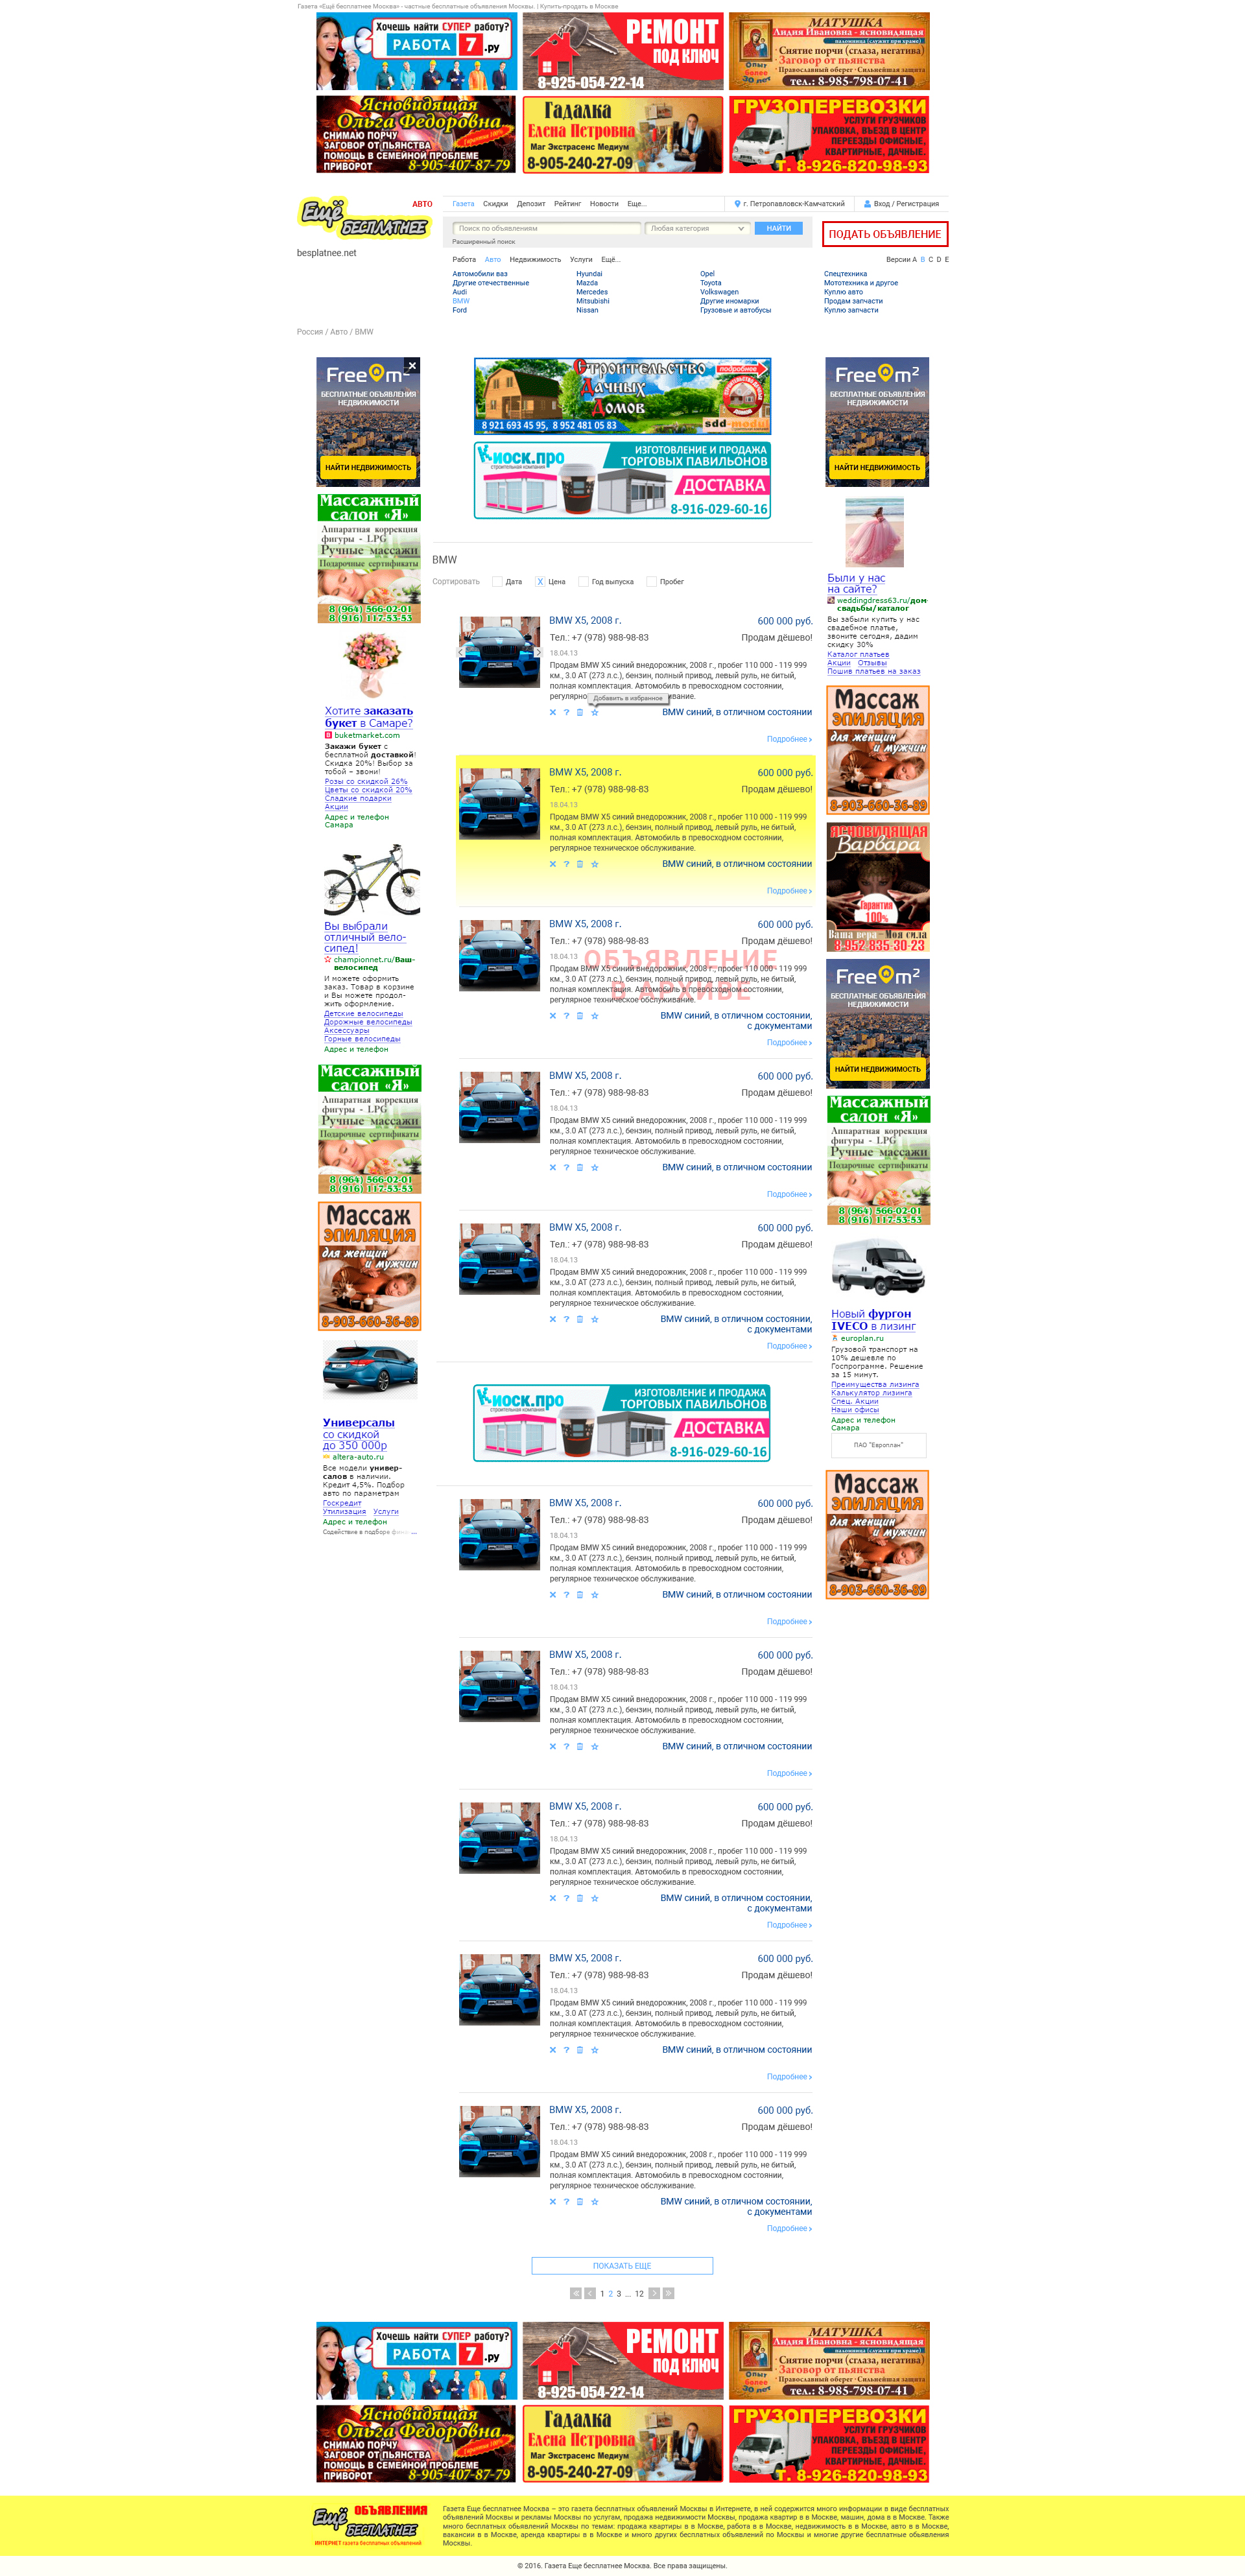 Газета «Ещё бесплатнее Москва» - частные бесплатные объявления Москвы. | Купить-продать в Москве
Хочешь найти СУПЕР работу?
РАБОТА 7 .ру
РЕМОНТ
ПОД КЛЮЧ
8-925-054-22-14
МАТУШКА
Лидия Ивановна - ясновидящая
паломница (служит при храме)
Снятие порчи (сглаза, негатива)
Заговор от пьянства
Православный оберег - Сильнейшая защита
Опыт более 30 лет
тел.: 8-985-798-07-41
Ясновидящая
Ольга Федоровна
СНИМАЮ ПОРЧУ
ЗАГОВОР ОТ ПЬЯНСТВА
ПОМОЩЬ В СЕМЕЙНОЙ ПРОБЛЕМЕ
ПРИВОРОТ
Гарантия 100%
8-905-407-87-79
Гадалка
Елена Петровна
Маг Экстрасенс Медиум
8-905-240-27-09
ГРУЗОПЕРЕВОЗКИ
УСЛУГИ ГРУЗЧИКОВ
УПАКОВКА, ВЪЕЗД В ЦЕНТР
ПЕРЕЕЗДЫ ОФИСНЫЕ,
КВАРТИРНЫЕ, ДАЧНЫЕ.
Т. 8-926-820-98-93
Ещё БЕСПЛАТНЕЕ
АВТО
besplatnee.net
Газета Скидки Депозит Рейтинг Новости Еще...
г. Петропавловск-Камчатский
Вход / Регистрация
Поиск по объявлениям
Любая категория
НАЙТИ
Расширенный поиск
ПОДАТЬ ОБЪЯВЛЕНИЕ
Работа Авто Недвижимость Услуги Ещё...
Версии A B C D E
Автомобили ваз Hyundai Opel Спецтехника
Другие отечественные Mazda Toyota Мототехника и другое
Audi Mercedes Volkswagen Куплю авто
BMW Mitsubishi Другие иномарки Продам запчасти
Ford Nissan Грузовые и автобусы Куплю запчасти
Россия / Авто / BMW
Free m²
БЕСПЛАТНЫЕ ОБЪЯВЛЕНИЯ
НЕДВИЖИМОСТИ
НАЙТИ НЕДВИЖИМОСТЬ
Массажный
салон «Я»
Аппаратная коррекция
фигуры - LPG
Ручные массажи
Подарочные сертификаты
8 (964) 566-02-01
8 (916) 117-53-53
Хотите заказать
букет в Самаре?
buketmarket.com
Закажи букет с
бесплатной доставкой!
Скидка 20%! Выбор за
тобой – звони!
Розы со скидкой 26%
Цветы со скидкой 20%
Сладкие подарки
Акции
Адрес и телефон
Самара
Вы выбрали
отличный вело-
сипед!
championnet.ru/Ваш-
велосипед
И можете оформить
заказ. Товар в корзине
и Вы можете продол-
жить оформление.
Детские велосипеды
Дорожные велосипеды
Аксессуары
Горные велосипеды
Адрес и телефон
Массажный
салон «Я»
Аппаратная коррекция
фигуры - LPG
Ручные массажи
Подарочные сертификаты
8 (964) 566-02-01
8 (916) 117-53-53
Массаж
эпиляция
для женщин
и мужчин
8-903-660-36-89
Универсалы
со скидкой
до 350 000р
altera-auto.ru
Все модели универ-
салов в наличии.
Кредит 4,5%. Подбор
авто по параметрам
Госкредит
Утилизация Услуги
Адрес и телефон
Содействие в подборе фина...
Строительство
Дачных
Домов
подробнее
8 921 693 45 95, 8 952 481 05 83
sdd-modul
Киоск.про
строительная компания
ИЗГОТОВЛЕНИЕ И ПРОДАЖА
ТОРГОВЫХ ПАВИЛЬОНОВ
ДОСТАВКА
8-916-029-60-16
BMW
Сортировать Дата X Цена Год выпуска Пробег
1/2
BMW X5, 2008 г. 600 000 руб.
Тел.: +7 (978) 988-98-83 Продам дёшево!
18.04.13
Продам BMW X5 синий внедорожник, 2008 г., пробег 110 000 - 119 999
км., 3.0 AT (273 л.с.), бензин, полный привод, левый руль, не битый,
полная комплектация. Автомобиль в превосходном состоянии,
регулярно
ивание.
Добавить в избранное
BMW синий, в отличном состоянии
Подробнее
BMW X5, 2008 г. 600 000 руб.
Тел.: +7 (978) 988-98-83 Продам дёшево!
18.04.13
Продам BMW X5 синий внедорожник, 2008 г., пробег 110 000 - 119 999
км., 3.0 AT (273 л.с.), бензин, полный привод, левый руль, не битый,
полная комплектация. Автомобиль в превосходном состоянии,
регулярное техническое обслуживание.
BMW синий, в отличном состоянии
Подробнее
BMW X5, 2008 г. 600 000 руб.
Тел.: +7 (978) 988-98-83 Продам дёшево!
ОБЪЯВЛЕНИЕ
В АРХИВЕ
18.04.13
Продам BMW X5 синий внедорожник, 2008 г., пробег 110 000 - 119 999
км., 3.0 AT (273 л.с.), бензин, полный привод, левый руль, не битый,
полная комплектация. Автомобиль в превосходном состоянии,
регулярное техническое обслуживание.
BMW синий, в отличном состоянии,
с документами
Подробнее
BMW X5, 2008 г. 600 000 руб.
Тел.: +7 (978) 988-98-83 Продам дёшево!
18.04.13
Продам BMW X5 синий внедорожник, 2008 г., пробег 110 000 - 119 999
км., 3.0 AT (273 л.с.), бензин, полный привод, левый руль, не битый,
полная комплектация. Автомобиль в превосходном состоянии,
регулярное техническое обслуживание.
BMW синий, в отличном состоянии
Подробнее
BMW X5, 2008 г. 600 000 руб.
Тел.: +7 (978) 988-98-83 Продам дёшево!
18.04.13
Продам BMW X5 синий внедорожник, 2008 г., пробег 110 000 - 119 999
км., 3.0 AT (273 л.с.), бензин, полный привод, левый руль, не битый,
полная комплектация. Автомобиль в превосходном состоянии,
регулярное техническое обслуживание.
BMW синий, в отличном состоянии,
с документами
Подробнее
Киоск.про
строительная компания
ИЗГОТОВЛЕНИЕ И ПРОДАЖА
ТОРГОВЫХ ПАВИЛЬОНОВ
ДОСТАВКА
8-916-029-60-16
BMW X5, 2008 г. 600 000 руб.
Тел.: +7 (978) 988-98-83 Продам дёшево!
18.04.13
Продам BMW X5 синий внедорожник, 2008 г., пробег 110 000 - 119 999
км., 3.0 AT (273 л.с.), бензин, полный привод, левый руль, не битый,
полная комплектация. Автомобиль в превосходном состоянии,
регулярное техническое обслуживание.
BMW синий, в отличном состоянии
Подробнее
BMW X5, 2008 г. 600 000 руб.
Тел.: +7 (978) 988-98-83 Продам дёшево!
18.04.13
Продам BMW X5 синий внедорожник, 2008 г., пробег 110 000 - 119 999
км., 3.0 AT (273 л.с.), бензин, полный привод, левый руль, не битый,
полная комплектация. Автомобиль в превосходном состоянии,
регулярное техническое обслуживание.
BMW синий, в отличном состоянии
Подробнее
BMW X5, 2008 г. 600 000 руб.
Тел.: +7 (978) 988-98-83 Продам дёшево!
18.04.13
Продам BMW X5 синий внедорожник, 2008 г., пробег 110 000 - 119 999
км., 3.0 AT (273 л.с.), бензин, полный привод, левый руль, не битый,
полная комплектация. Автомобиль в превосходном состоянии,
регулярное техническое обслуживание.
BMW синий, в отличном состоянии,
с документами
Подробнее
BMW X5, 2008 г. 600 000 руб.
Тел.: +7 (978) 988-98-83 Продам дёшево!
18.04.13
Продам BMW X5 синий внедорожник, 2008 г., пробег 110 000 - 119 999
км., 3.0 AT (273 л.с.), бензин, полный привод, левый руль, не битый,
полная комплектация. Автомобиль в превосходном состоянии,
регулярное техническое обслуживание.
BMW синий, в отличном состоянии
Подробнее
BMW X5, 2008 г. 600 000 руб.
Тел.: +7 (978) 988-98-83 Продам дёшево!
18.04.13
Продам BMW X5 синий внедорожник, 2008 г., пробег 110 000 - 119 999
км., 3.0 AT (273 л.с.), бензин, полный привод, левый руль, не битый,
полная комплектация. Автомобиль в превосходном состоянии,
регулярное техническое обслуживание.
BMW синий, в отличном состоянии,
с документами
Подробнее
ПОКАЗАТЬ ЕЩЕ
1 2 3 ... 12
Free m²
БЕСПЛАТНЫЕ ОБЪЯВЛЕНИЯ
НЕДВИЖИМОСТИ
НАЙТИ НЕДВИЖИМОСТЬ
Были у нас
на сайте?
weddingdress63.ru/дом-
свадьбы/каталог
Вы забыли купить у нас
свадебное платье,
звоните сегодня, дадим
скидку 30%
Каталог платьев
Акции Отзывы
Пошив платьев на заказ
Массаж
эпиляция
для женщин
и мужчин
8-903-660-36-89
ЯСНОВИДЯЩАЯ
Варвара
Гарантия
100%
Ваша вера - Моя сила
8-952 835-30-23
Free m²
БЕСПЛАТНЫЕ ОБЪЯВЛЕНИЯ
НЕДВИЖИМОСТИ
НАЙТИ НЕДВИЖИМОСТЬ
Массажный
салон «Я»
Аппаратная коррекция
фигуры - LPG
Ручные массажи
Подарочные сертификаты
8 (964) 566-02-01
8 (916) 117-53-53
Новый фургон
IVECO в лизинг
europlan.ru
Грузовой транспорт на
10% дешевле по
Госпрограмме. Решение
за 15 минут.
Преимущества лизинга
Калькулятор лизинга
Спец. Акции
Наши офисы
Адрес и телефон
Самара
ПАО "Европлан"
Массаж
эпиляция
для женщин
и мужчин
8-903-660-36-89
Хочешь найти СУПЕР работу?
РАБОТА 7 .ру
РЕМОНТ
ПОД КЛЮЧ
8-925-054-22-14
МАТУШКА
Лидия Ивановна - ясновидящая
паломница (служит при храме)
Снятие порчи (сглаза, негатива)
Заговор от пьянства
Православный оберег - Сильнейшая защита
Опыт более 30 лет
тел.: 8-985-798-07-41
Ясновидящая
Ольга Федоровна
СНИМАЮ ПОРЧУ
ЗАГОВОР ОТ ПЬЯНСТВА
ПОМОЩЬ В СЕМЕЙНОЙ ПРОБЛЕМЕ
ПРИВОРОТ
Гарантия 100%
8-905-407-87-79
Гадалка
Елена Петровна
Маг Экстрасенс Медиум
8-905-240-27-09
ГРУЗОПЕРЕВОЗКИ
УСЛУГИ ГРУЗЧИКОВ
УПАКОВКА, ВЪЕЗД В ЦЕНТР
ПЕРЕЕЗДЫ ОФИСНЫЕ,
КВАРТИРНЫЕ, ДАЧНЫЕ.
Т. 8-926-820-98-93
Ещё ОБЪЯВЛЕНИЯ
БЕСПЛАТНЕЕ
ИНТЕРНЕТ газета бесплатных объявлений
Газета Еще бесплатнее Москва – это газета бесплатных объявлений Москвы в Интернете, в ней содержится много информации в виде бесплатных
объявлений Москвы и рекламы Москвы по услугам, продажа недвижимости Москвы, продажа квартир в в Москве, машин, дома в в Москве. Также
много бесплатных объявлений Москвы по темам: продажа квартиры в в Москве, работа в в Москве, недвижимость в в Москве, авто в в Москве,
вакансии в в Москве, аренда квартиры в в Москве и много других бесплатных объявлений по Москвы и многие другие бесплатные объявления
Москвы.
© 2016. Газета Еще бесплатнее Москва. Все права защищены.